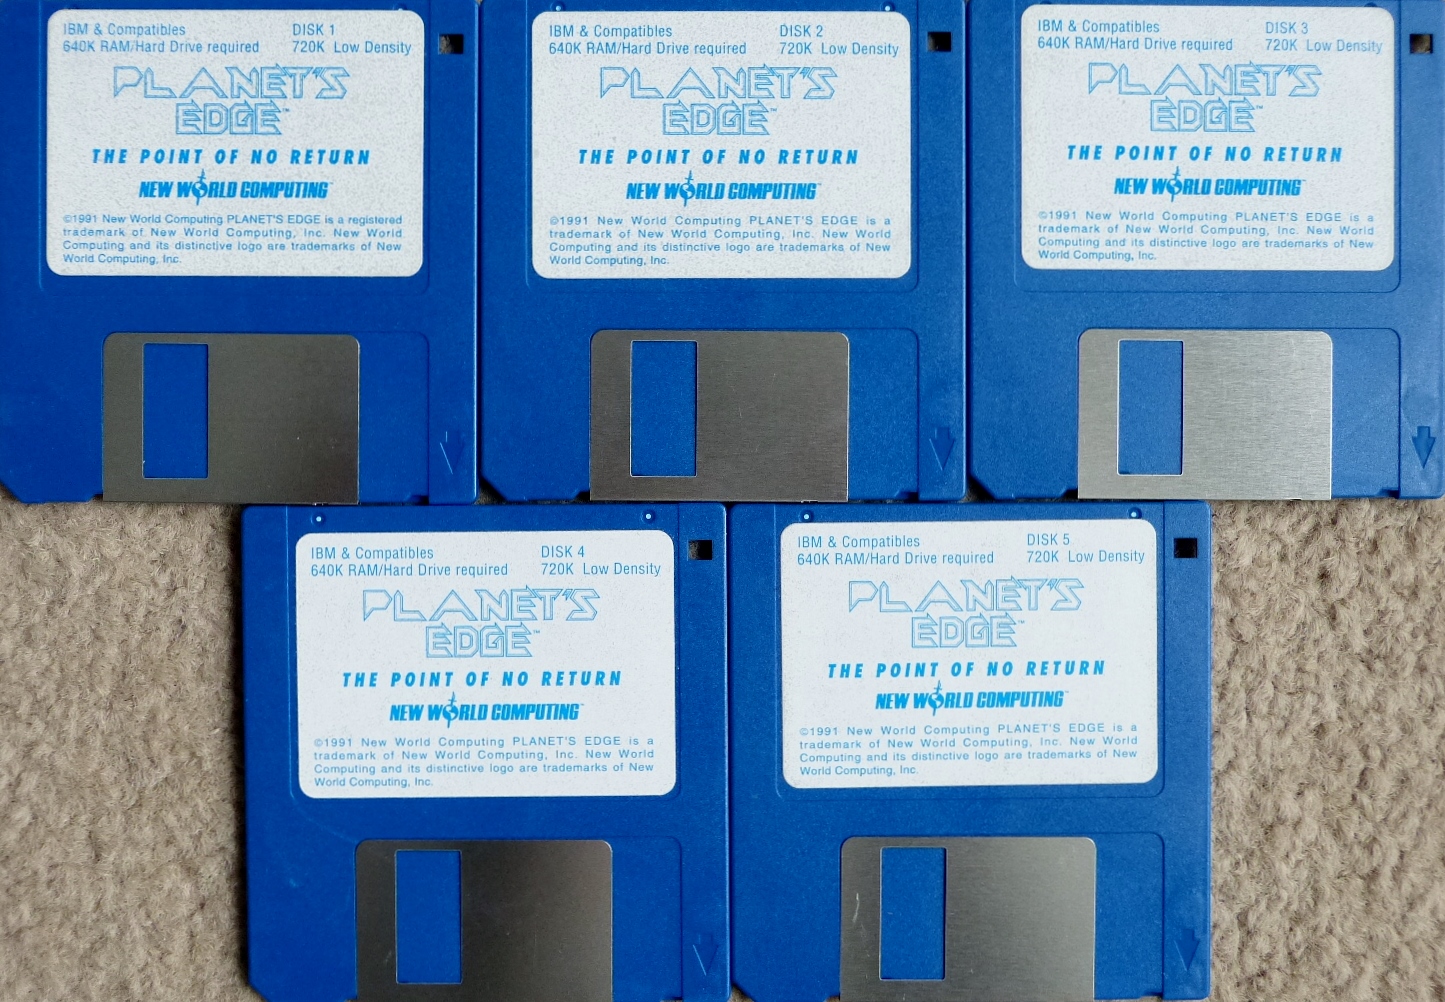 IBM & Compatibles DISK 1
640K RAM/Hard Drive required 720K Low Density
PLANET'S
EDGE™
THE POINT OF NO RETURN
NEW WORLD COMPUTING™
©1991 New World Computing PLANET'S EDGE is a registered
trademark of New World Computing, Inc. New World
Computing and its distinctive logo are trademarks of New
World Computing, Inc.
IBM & Compatibles DISK 2
640K RAM/Hard Drive required 720K Low Density
PLANET'S
EDGE™
THE POINT OF NO RETURN
NEW WORLD COMPUTING™
©1991 New World Computing PLANET'S EDGE is a
trademark of New World Computing, Inc. New World
Computing and its distinctive logo are trademarks of New
World Computing, Inc.
IBM & Compatibles DISK 3
640K RAM/Hard Drive required 720K Low Density
PLANET'S
EDGE™
THE POINT OF NO RETURN
NEW WORLD COMPUTING™
©1991 New World Computing PLANET'S EDGE is a
trademark of New World Computing, Inc. New World
Computing and its distinctive logo are trademarks of New
World Computing, Inc.
IBM & Compatibles DISK 4
640K RAM/Hard Drive required 720K Low Density
PLANET'S
EDGE™
THE POINT OF NO RETURN
NEW WORLD COMPUTING™
©1991 New World Computing PLANET'S EDGE is a
trademark of New World Computing, Inc. New World
Computing and its distinctive logo are trademarks of New
World Computing, Inc.
IBM & Compatibles DISK 5
640K RAM/Hard Drive required 720K Low Density
PLANET'S
EDGE™
THE POINT OF NO RETURN
NEW WORLD COMPUTING™
©1991 New World Computing PLANET'S EDGE is a
trademark of New World Computing, Inc. New World
Computing and its distinctive logo are trademarks of New
World Computing, Inc.